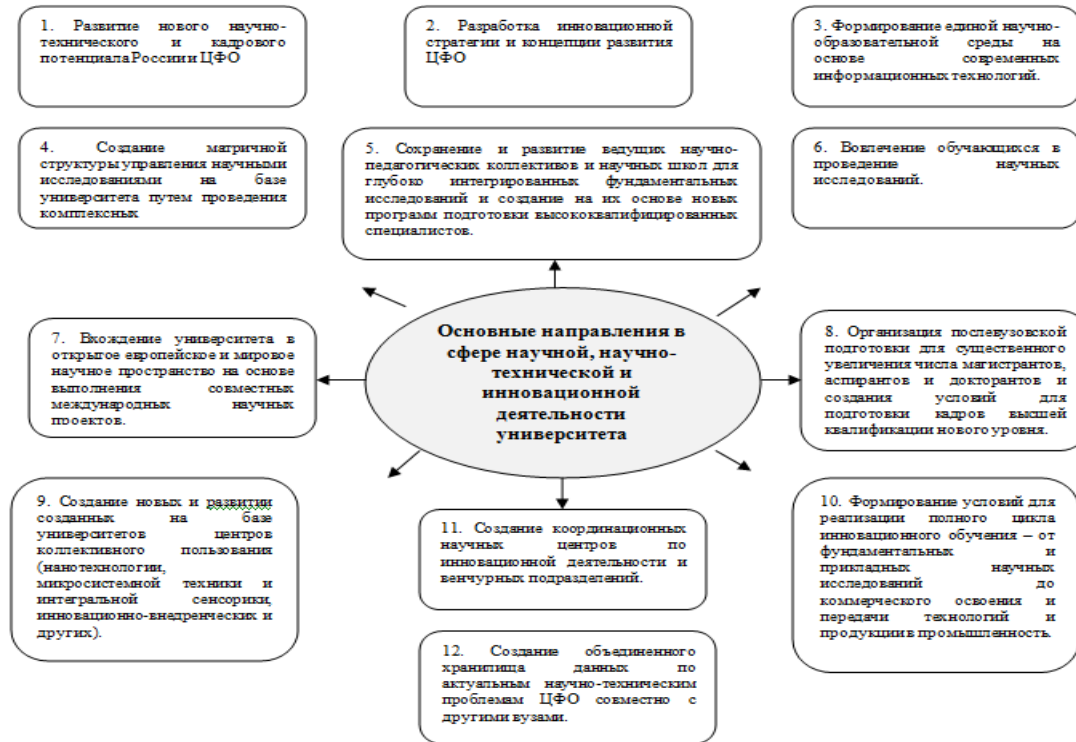 1. Развитие нового научно-
технического и кадрового
потенциала России и ЦФО
2. Разработка инновационной
стратегии и концепции развития
ЦФО
3. Формирование единой научно-
образовательной среды на
основе современных
информационных технологий.
4. Создание матричной
структуры управления научными
исследованиями на базе
университета путем проведения
комплексных
5. Сохранение и развитие ведущих научно-
педагогических коллективов и научных школ для
глубоко интегрированных фундаментальных
исследований и создание на их основе новых
программ подготовки высококвалифицированных
специалистов.
6. Вовлечение обучающихся в
проведение научных
исследований.
Основные направления в
сфере научной, научно-
технической и
инновационной
деятельности
университета
7. Вхождение университета в
открытое европейское и мировое
научное пространство на основе
выполнения совместных
международных научных
проектов.
8. Организация послевузовской
подготовки для существенного
увеличения числа магистрантов,
аспирантов и докторантов и
создания условий для
подготовки кадров высшей
квалификации нового уровня.
9. Создание новых и развитии
созданных на базе
университетов центров
коллективного пользования
(нанотехнологии,
микросистемной техники и
интегральной сенсорики,
инновационно-внедренческих и
других).
11. Создание координационных
научных центров по
инновационной деятельности и
венчурных подразделений.
10. Формирование условий для
реализации полного цикла
инновационного обучения – от
фундаментальных и
прикладных научных
исследований до
коммерческого освоения и
передачи технологий и
продукции в промышленность.
12. Создание объединенного
хранилища данных по
актуальным научно-техническим
проблемам ЦФО совместно с
другими вузами.